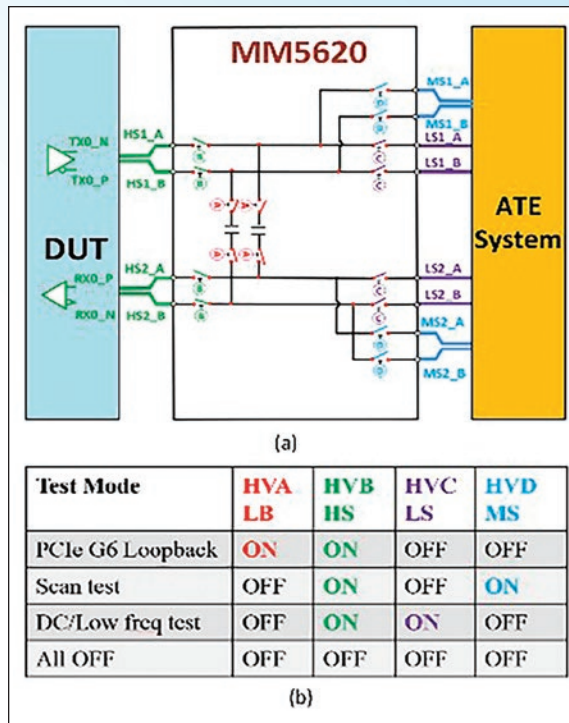 MM5620
MS1_A
MS1_B
TX0_N
HS1_A
LS1_A
TX0_P
HS1_B
LS1_B
DUT
ATE
System
RX0_P
HS2_A
LS2_A
RX0_N
HS2_B
LS2_B
MS2_A
MS2_B
(a)
Test Mode HVA HVB HVC HVD
LB HS LS MS
PCIe G6 Loopback ON ON OFF OFF
Scan test OFF ON OFF ON
DC/Low freq test OFF ON ON OFF
All OFF OFF OFF OFF OFF
(b)